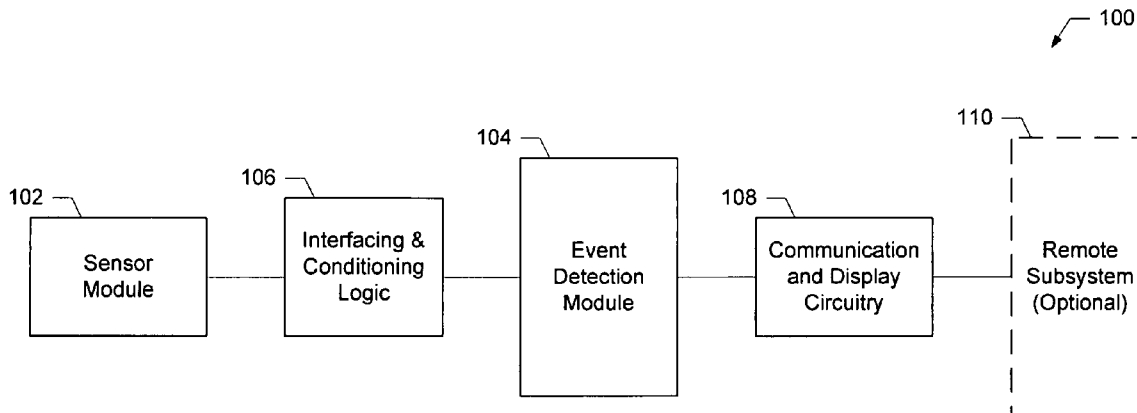 100
110
104
106
102
108
Sensor
Module
Interfacing &
Conditioning
Logic
Event
Detection
Module
Communication
and Display
Circuitry
Remote
Subsystem
(Optional)